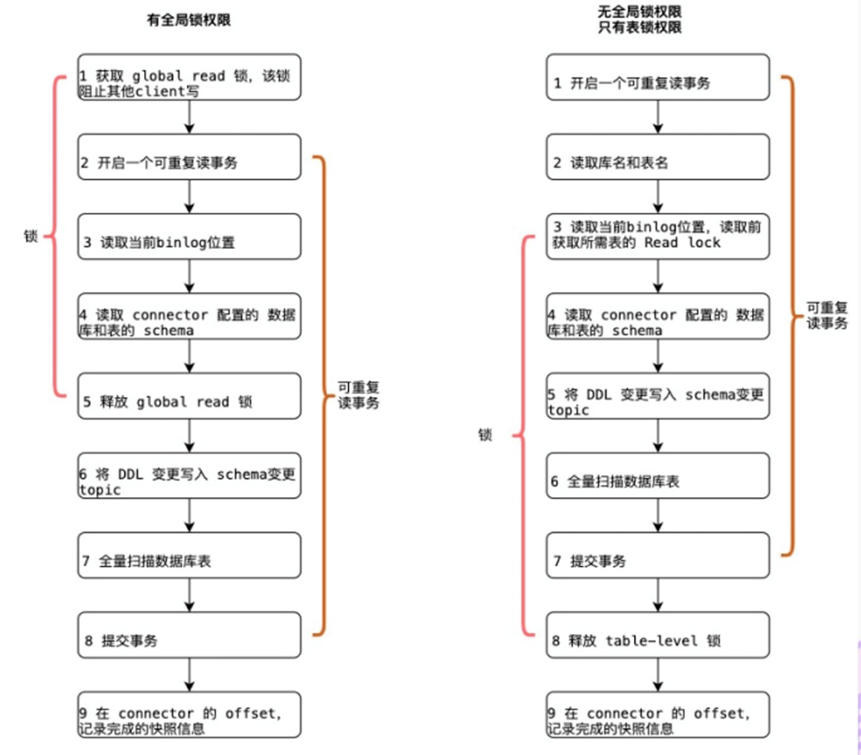 有全局锁权限
1 获取 global read 锁, 该锁
阻止其他client写
2 开启一个可重复读事务
3 读取当前binlog位置
4 读取 connector 配置的 数据
库和表的 schema
5 释放 global read 锁
6 将 DDL 变更写入 schema变更
topic
7 全量扫描数据库表
8 提交事务
9 在 connector 的 offset,
记录完成的快照信息
锁
可重复
读事务
无全局锁权限
只有表锁权限
1 开启一个可重复读事务
2 读取库名和表名
3 读取当前binlog位置, 读取前
获取所需表的 Read lock
4 读取 connector 配置的 数据
库和表的 schema
5 将 DDL 变更写入 schema变更
topic
6 全量扫描数据库表
7 提交事务
8 释放 table-level 锁
9 在 connector 的 offset,
记录完成的快照信息
锁
可重复
读事务